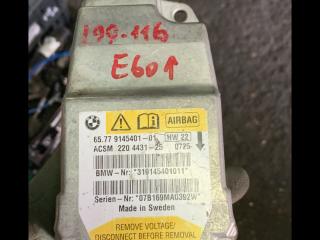 199-116
E60↑
AIRBAG
65.77 9145401-01 HW 22
ACSM 220 4431-25 0725
BMW-Nr: *319145401011*
Serien-Nr: *07B169MA0392W*
Made in Sweden
REMOVE VOLTAGE/
DISCONNECT BEFORE REMOVAL